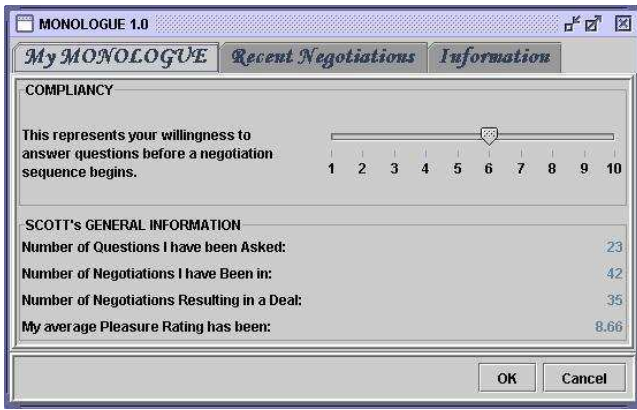 MONOLOGUE 1.0
My MONOLOGUE Recent Negotiations Information
COMPLIANCY
This represents your willingness to
answer questions before a negotiation
sequence begins.
1 2 3 4 5 6 7 8 9 10
SCOTT's GENERAL INFORMATION
Number of Questions I have been Asked: 23
Number of Negotiations I have Been in: 42
Number of Negotiations Resulting in a Deal: 35
My average Pleasure Rating has been: 8.66
OK Cancel